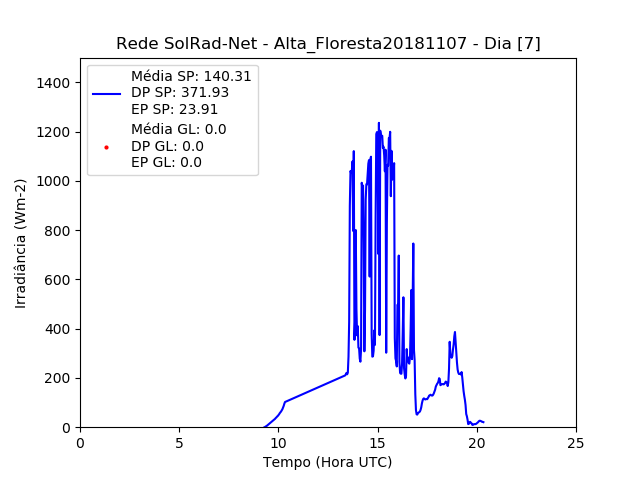 Rede SolRad-Net - Alta_Floresta20181107 - Dia [7]
Média SP: 140.31
DP SP: 371.93
EP SP: 23.91
Média GL: 0.0
DP GL: 0.0
EP GL: 0.0
Irradiância (Wm-2)
1400
1200
1000
800
600
400
200
0
0 5 10 15 20 25
Tempo (Hora UTC)